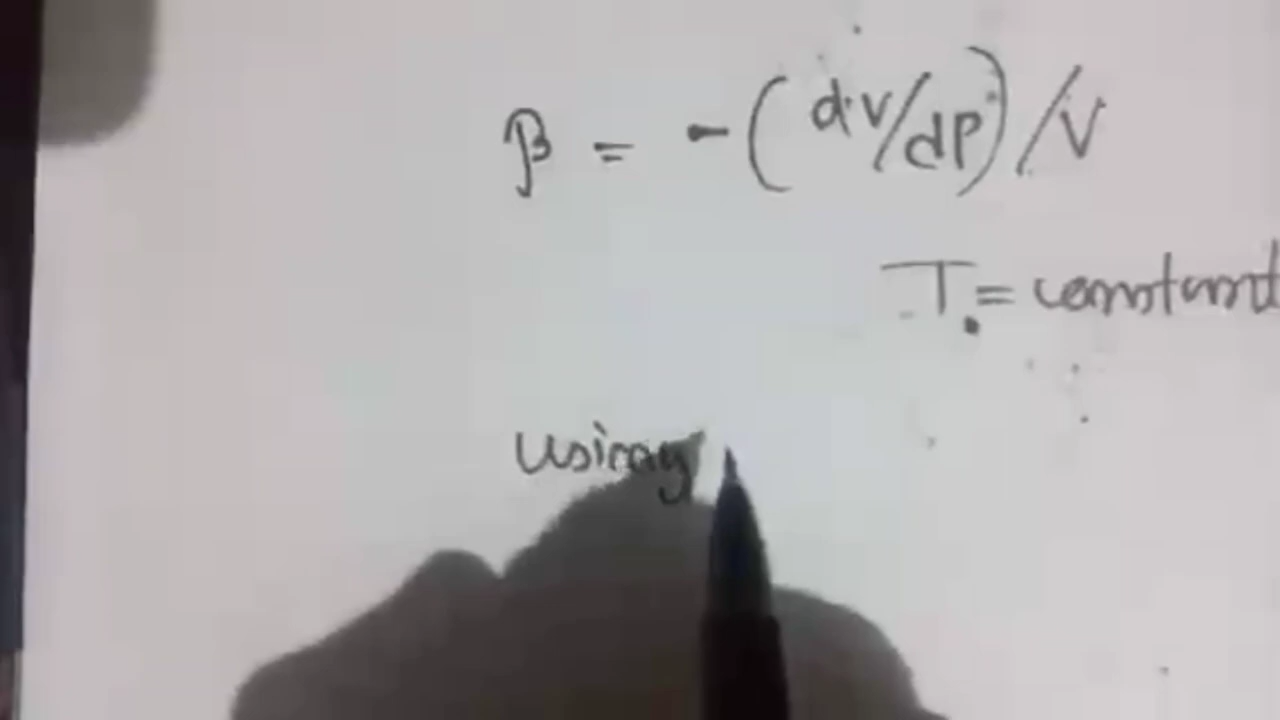 β = -(dV/dP)/V
T = constant
using